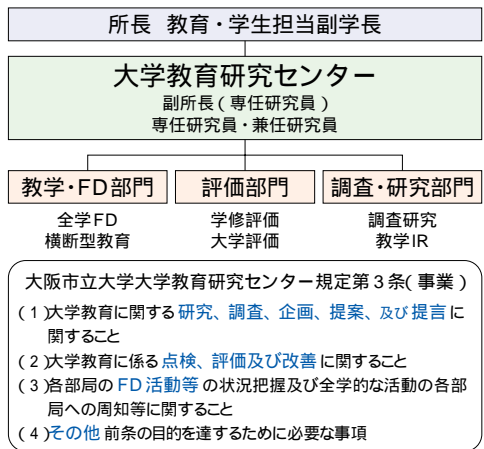 所長 教育・学生担当副学長
大学教育研究センター
副所長(専任研究員)
専任研究員・兼任研究員
教学・FD部門 評価部門 調査・研究部門
全学FD 学修評価 調査研究
横断型教育 大学評価 教学IR
大阪市立大学大学教育研究センター規定第3条(事業)
(1)大学教育に関する研究、調査、企画、提案、及び提言に
関すること
(2)大学教育に係る点検、評価及び改善に関すること
(3)各部局のFD活動等の状況把握及び全学的な活動の各部
局への周知等に関すること
(4)その他前条の目的を達するために必要な事項